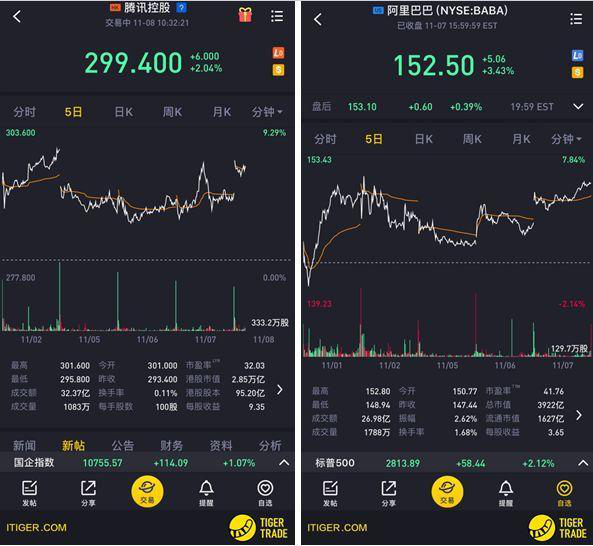 HK 腾讯控股 ?
交易中 11-08 10:32:21
299.400
+6.000
+2.04%
分时 5日 日K 周K 月K 分钟
303.600 9.29%
277.800 0.00%
333.2万股
11/02 11/05 11/06 11/07 11/08
最高 301.600 今开 301.000 市盈率LYR 32.03
最低 295.800 昨收 293.400 港股市值 2.85万亿
成交额 32.37亿 换手率 0.11% 港股股本 95.20亿
成交量 1083万 每手股数 100股 每股收益 9.35
新闻 新帖 公告 财务 资料 分析
国企指数 10755.57 +114.09 +1.07%
发帖 分享 交易 提醒 自选
ITIGER.COM
TIGER
TRADE
US 阿里巴巴 (NYSE:BABA)
已收盘 11-07 15:59:59 EST
152.50
+5.06
+3.43%
盘后 153.10 +0.60 +0.39% 19:59 EST
分时 5日 日K 周K 月K 分钟
153.43 7.84%
139.23 -2.14%
129.7万股
11/01 11/02 11/05 11/06 11/07
最高 152.80 今开 150.77 市盈率TTM 41.76
最低 148.94 昨收 147.44 总市值 3922亿
成交额 26.98亿 振幅 2.62% 流通市值 1627亿
成交量 1788万 换手率 1.68% 每股收益 3.65
标普500 2813.89 +58.44 +2.12%
发帖 分享 交易 提醒 自选
ITIGER.COM
TIGER
TRADE